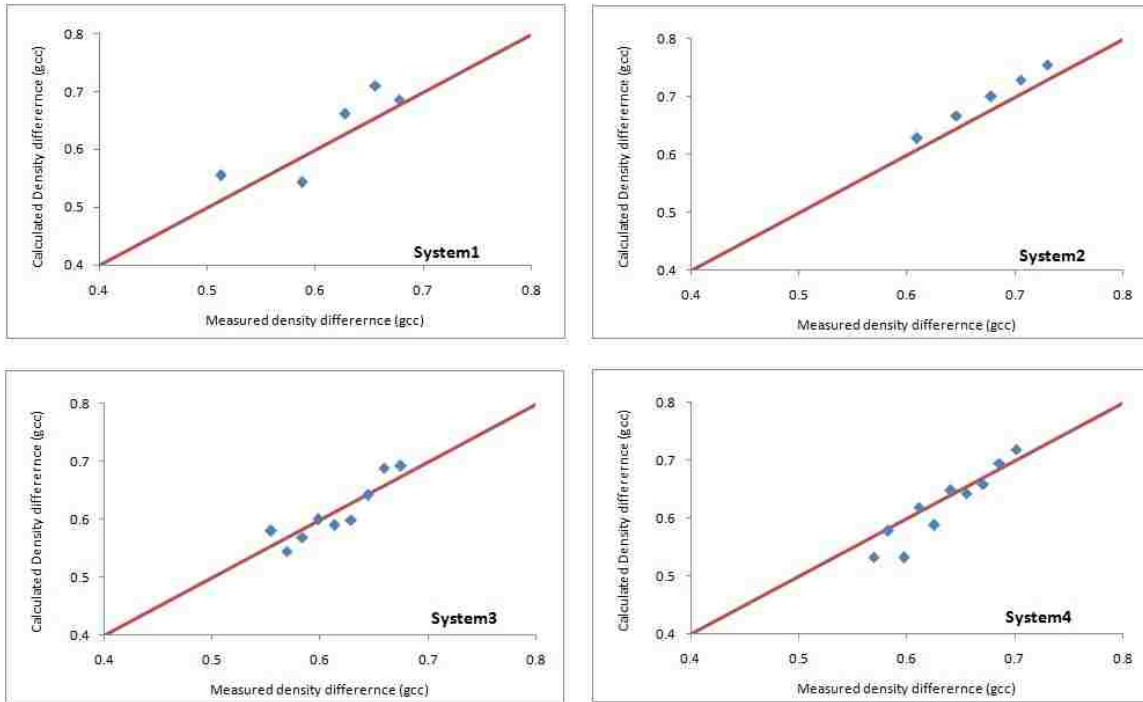 Calculated Density differernce (gcc)
0.8
0.7
0.6
0.5
0.4
0.4 0.5 0.6 0.7 0.8
System1
Measured density differernce (gcc)
Calculated Density differernce (gcc)
0.8
0.7
0.6
0.5
0.4
0.4 0.5 0.6 0.7 0.8
System2
Measured density differernce (gcc)
Calculated Density differernce (gcc)
0.8
0.7
0.6
0.5
0.4
0.4 0.5 0.6 0.7 0.8
System3
Measured density differernce (gcc)
Calculated Density differernce (gcc)
0.8
0.7
0.6
0.5
0.4
0.4 0.5 0.6 0.7 0.8
System4
Measured density differernce (gcc)